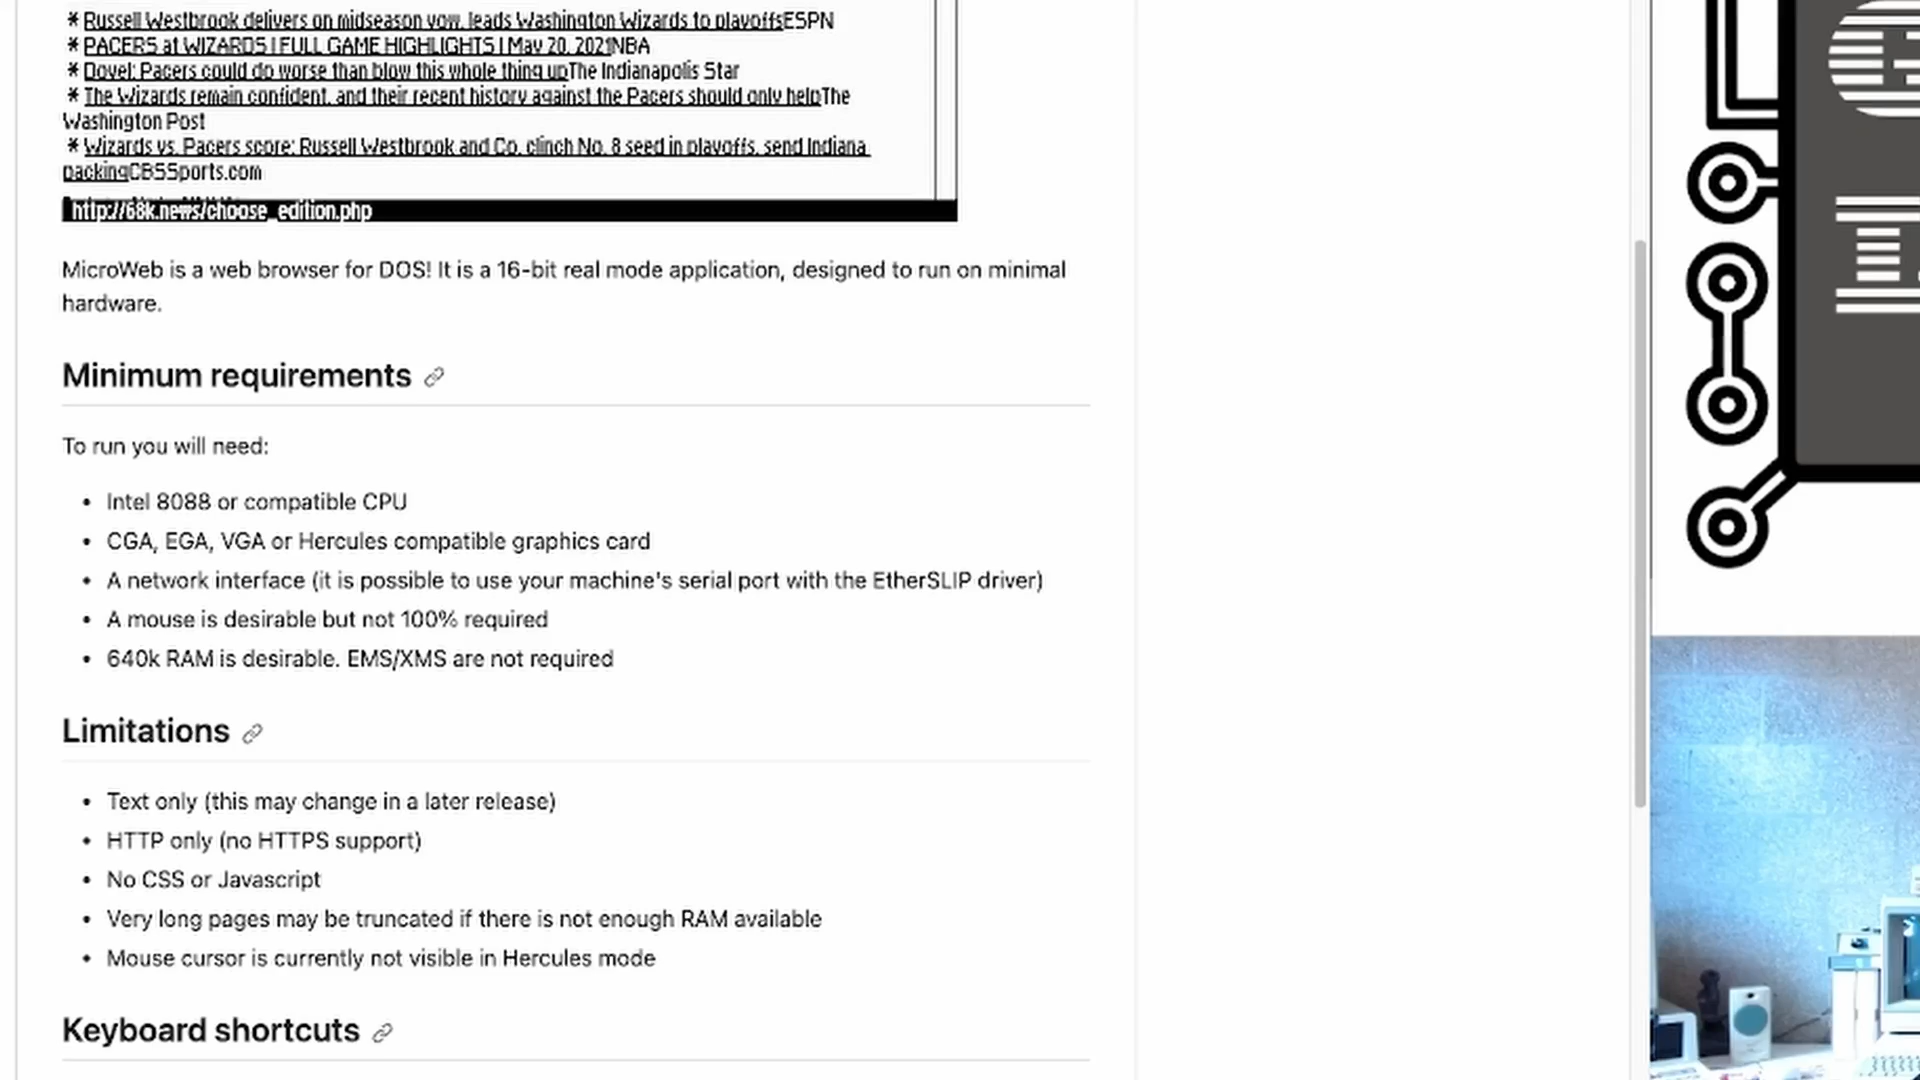 * Russell Westbrook delivers on midseason vow, leads Washington Wizards to playoffsESPN
* PACERS at WIZARDS | FULL GAME HIGHLIGHTS | May 20, 2021NBA
* Doyel: Pacers could do worse than blow this whole thing upThe Indianapolis Star
* The Wizards remain confident, and their recent history against the Pacers should only helpThe
Washington Post
* Wizards vs. Pacers score: Russell Westbrook and Co. clinch No. 8 seed in playoffs, send Indiana
packingCBSSports.com
http://68k.news/choose_edition.php
MicroWeb is a web browser for DOS! It is a 16-bit real mode application, designed to run on minimal
hardware.
Minimum requirements
To run you will need:
• Intel 8088 or compatible CPU
• CGA, EGA, VGA or Hercules compatible graphics card
• A network interface (it is possible to use your machine's serial port with the EtherSLIP driver)
• A mouse is desirable but not 100% required
• 640k RAM is desirable. EMS/XMS are not required
Limitations
• Text only (this may change in a later release)
• HTTP only (no HTTPS support)
• No CSS or Javascript
• Very long pages may be truncated if there is not enough RAM available
• Mouse cursor is currently not visible in Hercules mode
Keyboard shortcuts